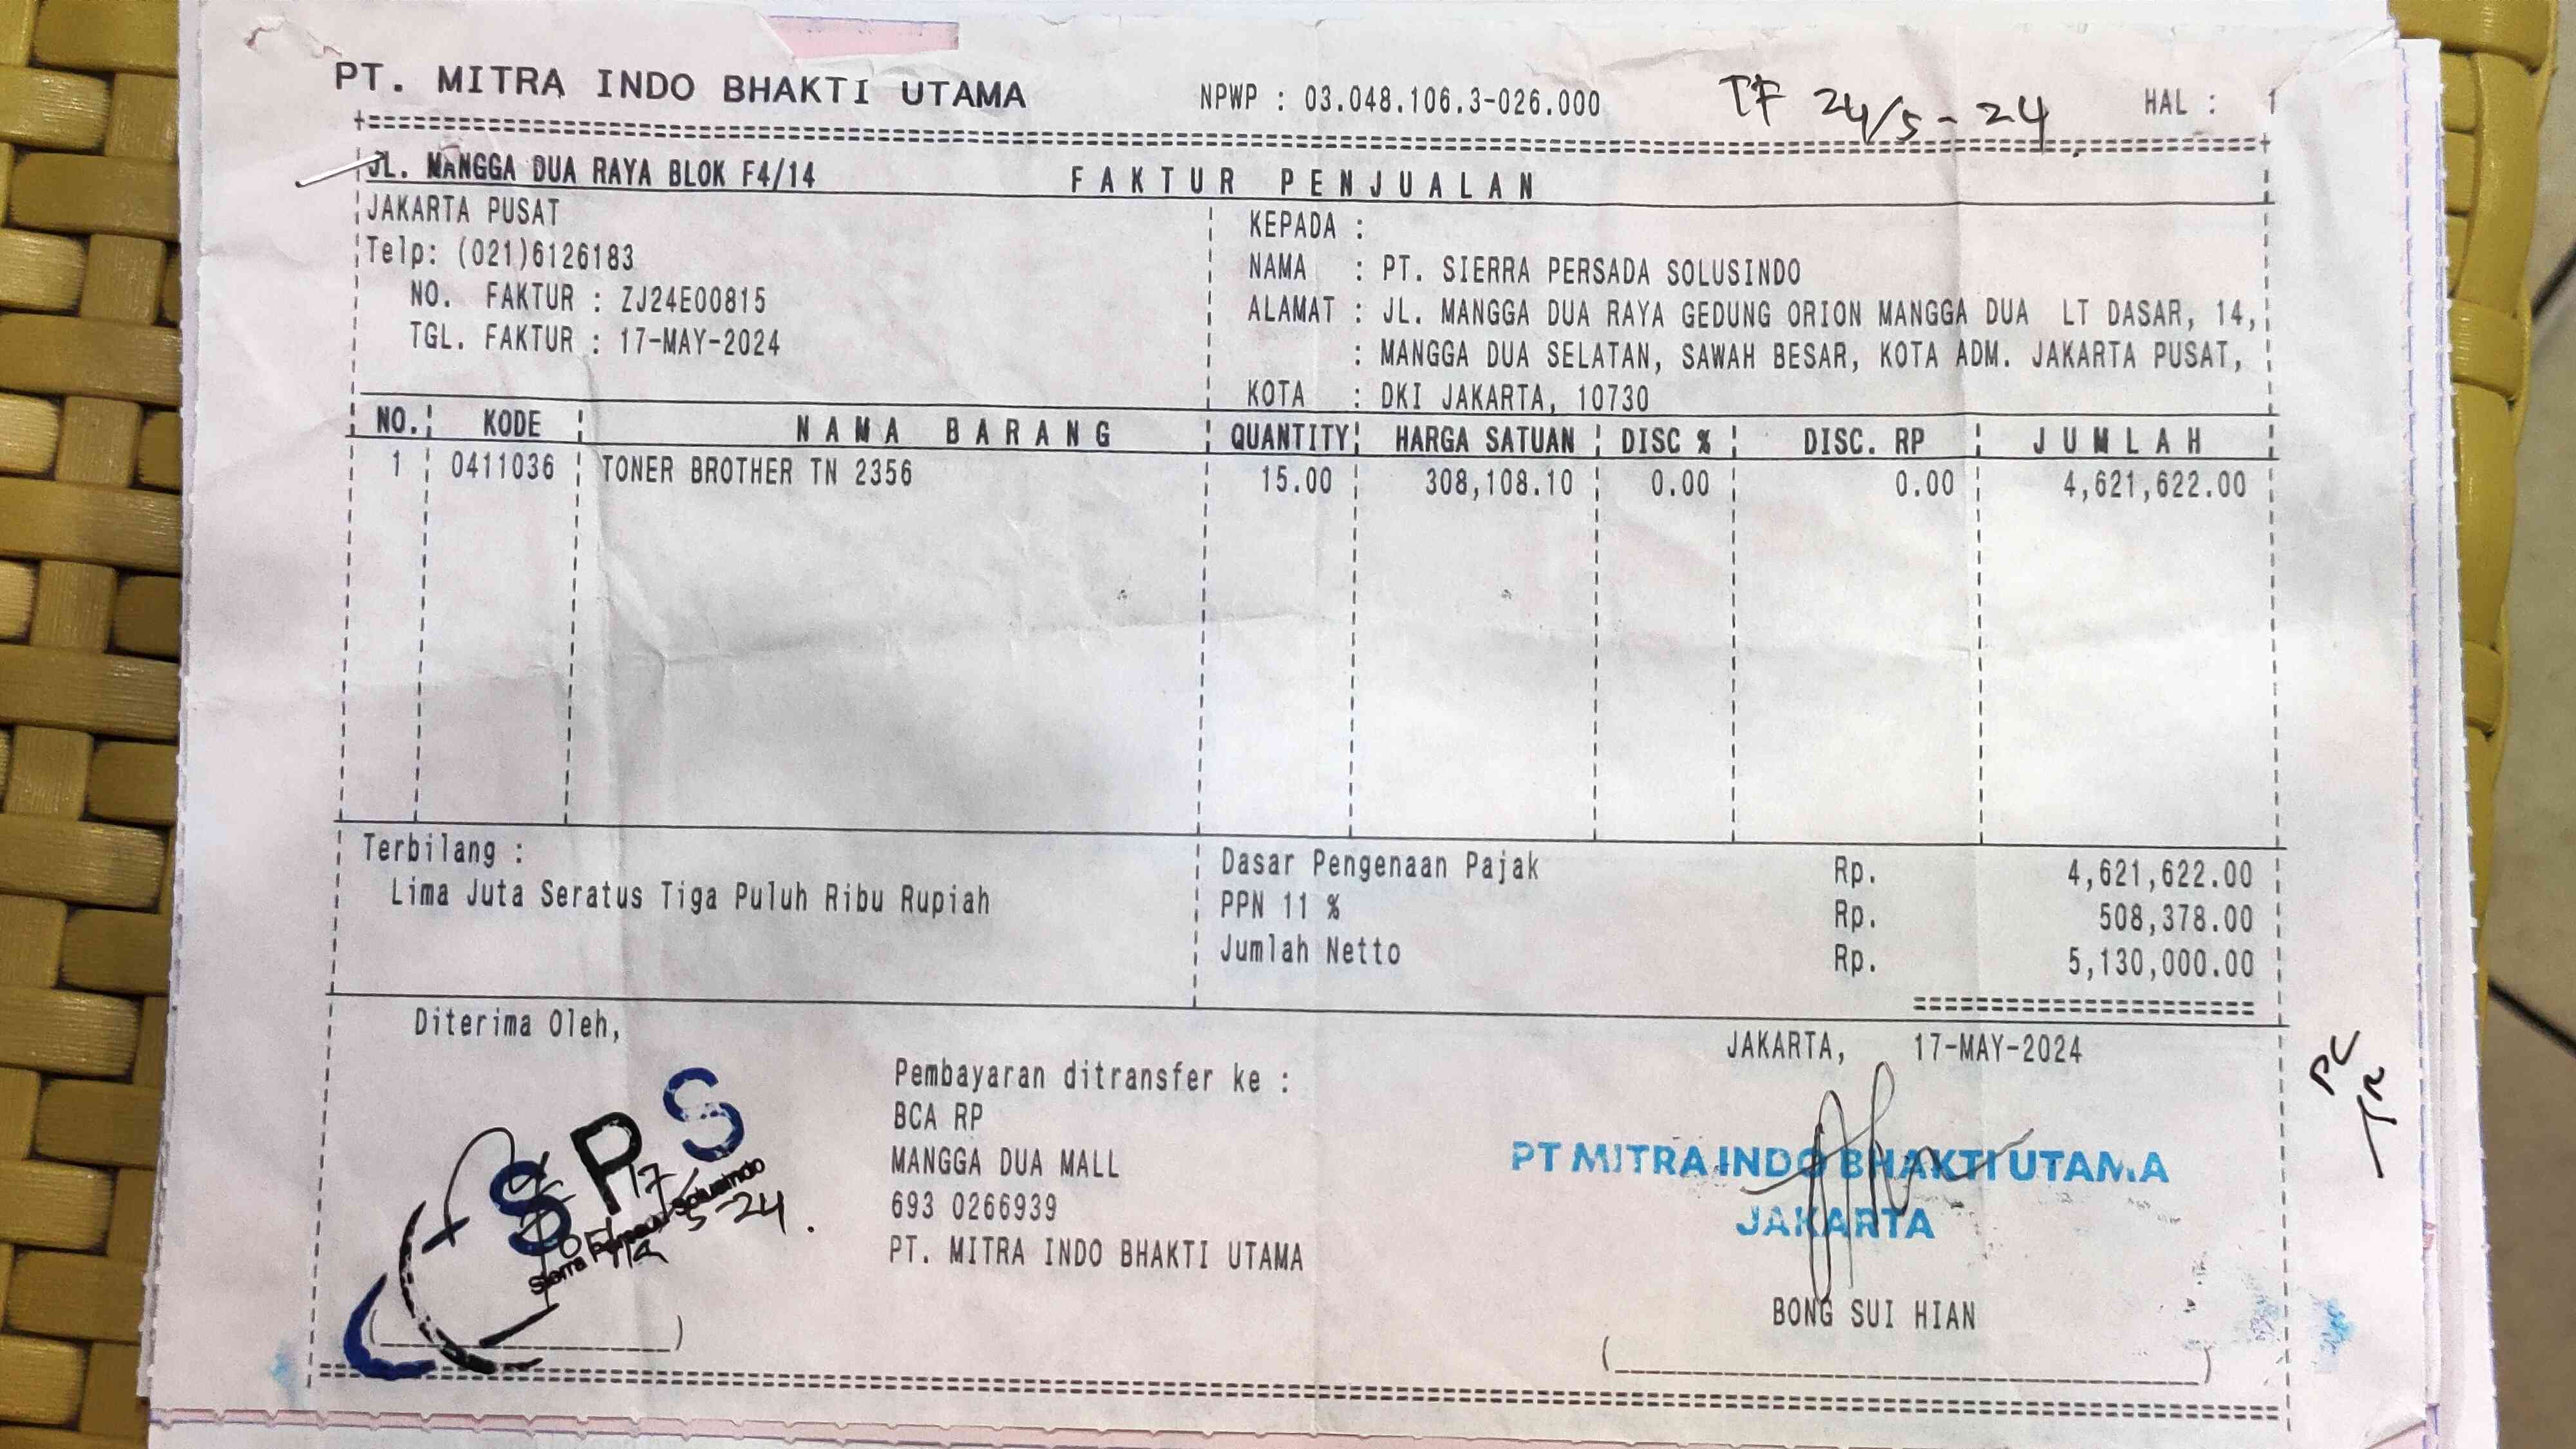 PT. MITRA INDO BHAKTI UTAMA NPWP : 03.048.106.3-026.000 TF 24/5-24 HAL : 1
JL. MANGGA DUA RAYA BLOK F4/14 FAKTUR PENJUALAN
JAKARTA PUSAT
Telp: (021)6126183
NO. FAKTUR : ZJ24E00815
TGL. FAKTUR : 17-MAY-2024
KEPADA :
NAMA : PT. SIERRA PERSADA SOLUSINDO
ALAMAT : JL. MANGGA DUA RAYA GEDUNG ORION MANGGA DUA LT DASAR, 14,
: MANGGA DUA SELATAN, SAWAH BESAR, KOTA ADM. JAKARTA PUSAT,
KOTA : DKI JAKARTA, 10730
NO. KODE NAMA BARANG QUANTITY HARGA SATUAN DISC % DISC. RP JUMLAH
1 0411036 TONER BROTHER TN 2356 15.00 308,108.10 0.00 0.00 4,621,622.00
Terbilang :
Lima Juta Seratus Tiga Puluh Ribu Rupiah
Dasar Pengenaan Pajak Rp. 4,621,622.00
PPN 11 % Rp. 508,378.00
Jumlah Netto Rp. 5,130,000.00
Diterima Oleh,
SPS
Sierra Persada Solusindo
17/5-24.
Pembayaran ditransfer ke :
BCA RP
MANGGA DUA MALL
693 0266939
PT. MITRA INDO BHAKTI UTAMA
JAKARTA, 17-MAY-2024
PT MITRA INDO BHAKTI UTAMA
JAKARTA
BONG SUI HIAN